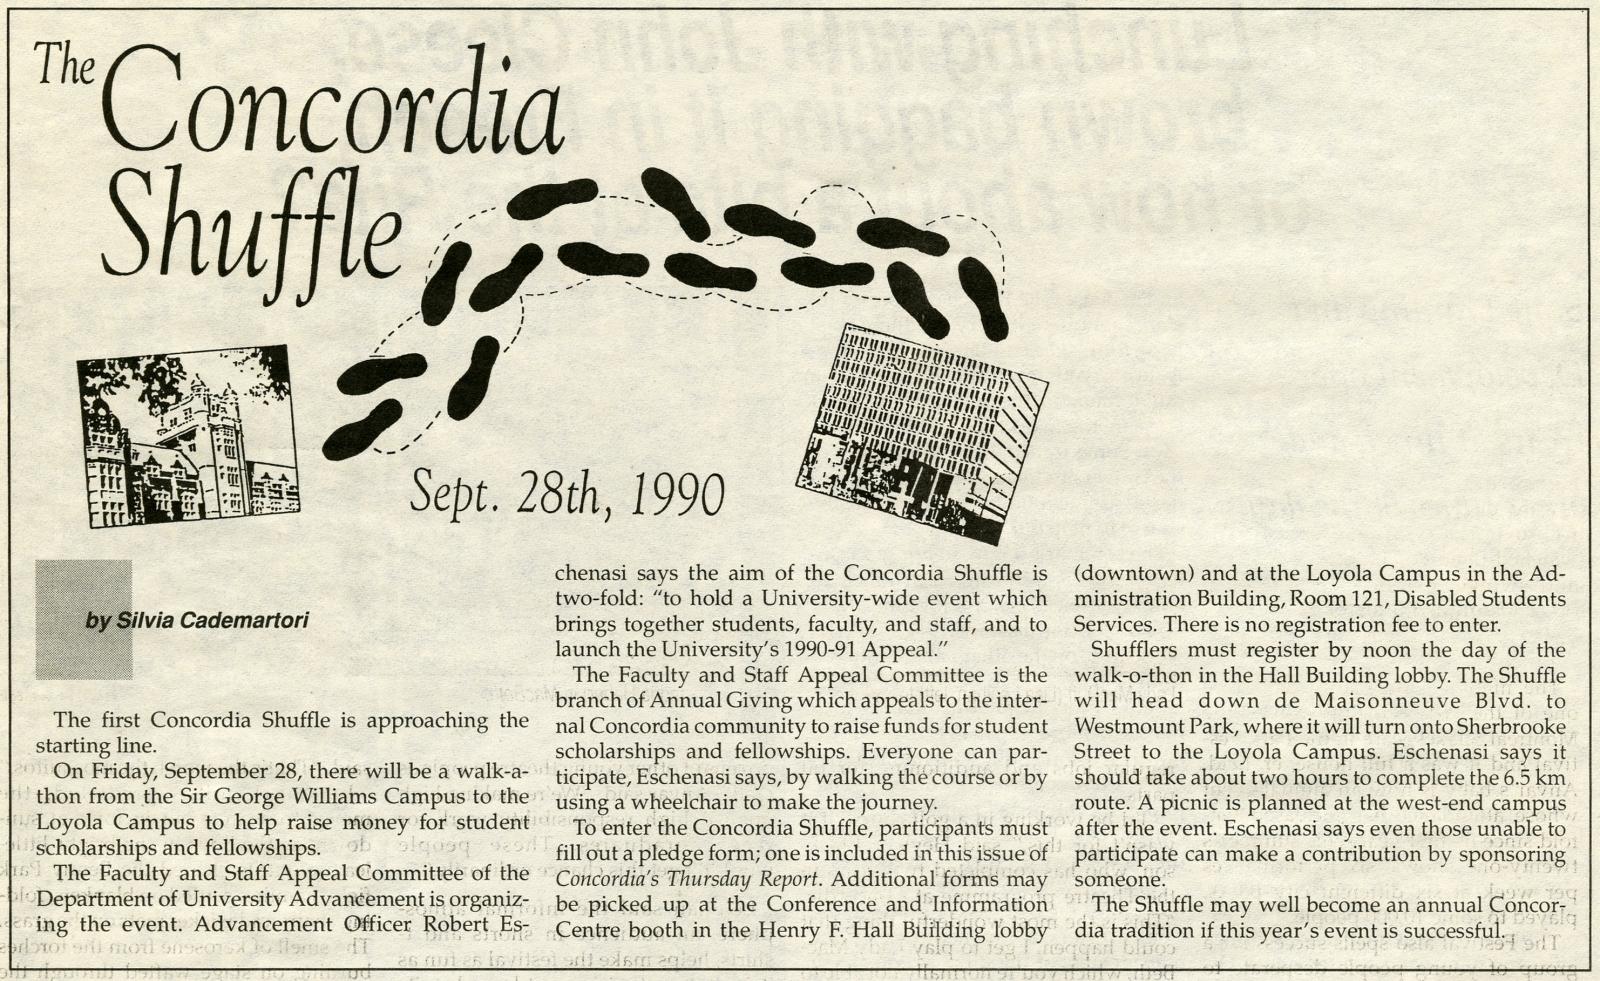 The
Concordia
Shuffle
Sept. 28th, 1990
by Silvia Cademartori
The first Concordia Shuffle is approaching the
starting line.
On Friday, September 28, there will be a walk-a-
thon from the Sir George Williams Campus to the
Loyola Campus to help raise money for student
scholarships and fellowships.
The Faculty and Staff Appeal Committee of the
Department of University Advancement is organiz-
ing the event. Advancement Officer Robert Es-
chenasi says the aim of the Concordia Shuffle is
two-fold: “to hold a University-wide event which
brings together students, faculty, and staff, and to
launch the University's 1990-91 Appeal.”
The Faculty and Staff Appeal Committee is the
branch of Annual Giving which appeals to the inter-
nal Concordia community to raise funds for student
scholarships and fellowships. Everyone can par-
ticipate, Eschenasi says, by walking the course or by
using a wheelchair to make the journey.
To enter the Concordia Shuffle, participants must
fill out a pledge form; one is included in this issue of
Concordia's Thursday Report. Additional forms may
be picked up at the Conference and Information
Centre booth in the Henry F. Hall Building lobby
(downtown) and at the Loyola Campus in the Ad-
ministration Building, Room 121, Disabled Students
Services. There is no registration fee to enter.
Shufflers must register by noon the day of the
walk-o-thon in the Hall Building lobby. The Shuffle
will head down de Maisonneuve Blvd. to
Westmount Park, where it will turn onto Sherbrooke
Street to the Loyola Campus. Eschenasi says it
should take about two hours to complete the 6.5 km
route. A picnic is planned at the west-end campus
after the event. Eschenasi says even those unable to
participate can make a contribution by sponsoring
someone.
The Shuffle may well become an annual Concor-
dia tradition if this year's event is successful.